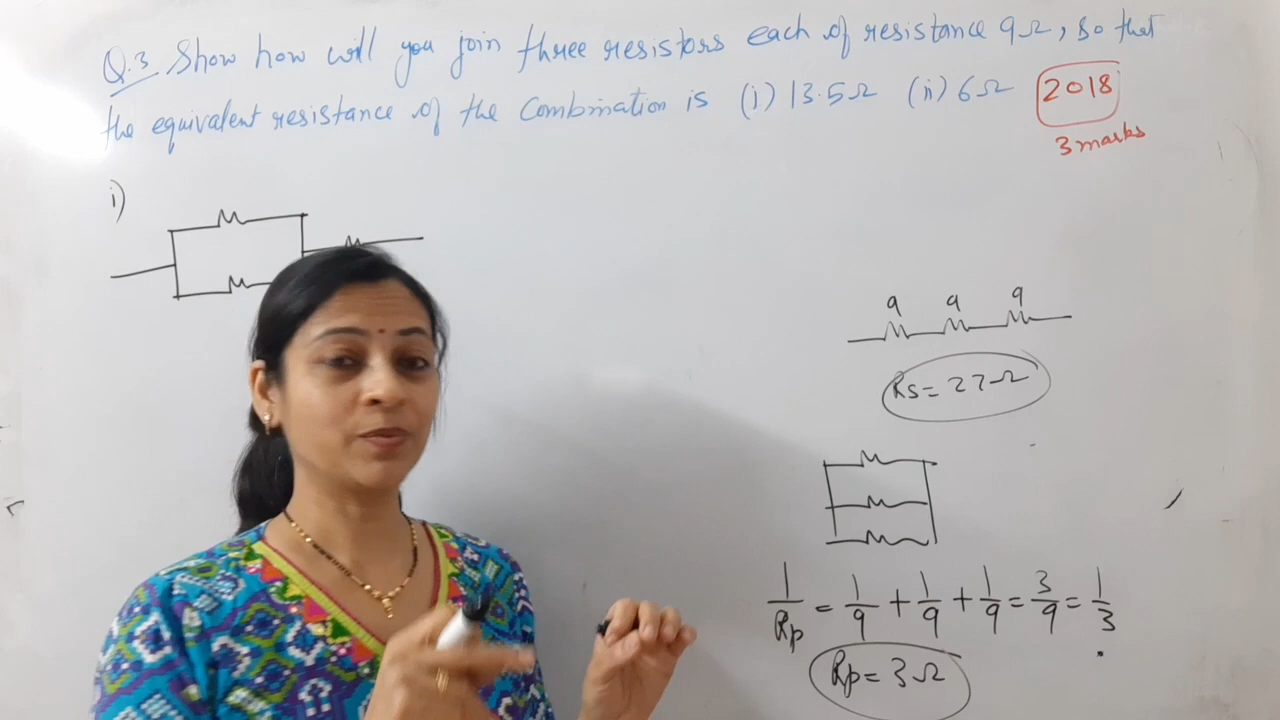 Q.3 Show how will you join three resistors each of resistance 9Ω, so that
the equivalent resistance of the combination is (i) 13.5Ω (ii) 6Ω 2018
3 marks
i)
9 9 9
Rs = 27Ω
1/Rp = 1/9 + 1/9 + 1/9 = 3/9 = 1/3
Rp = 3Ω